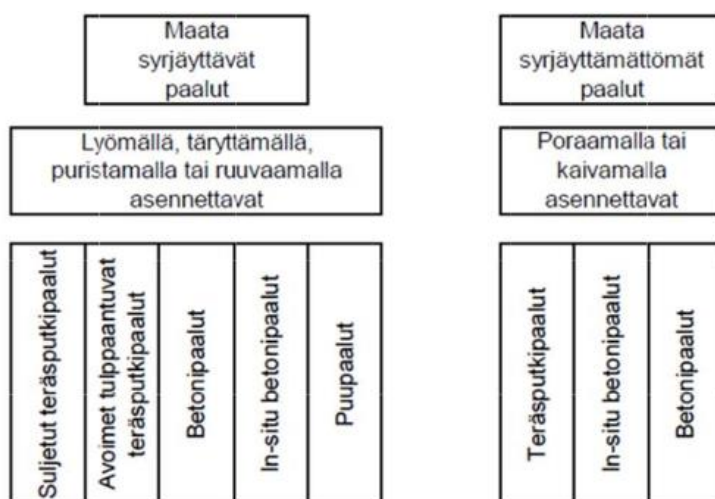 Maata
syrjäyttävät
paalut
Maata
syrjäyttämättömät
paalut
Lyömällä, täryttämällä,
puristamalla tai ruuvaamalla
asennettavat
Poraamalla tai
kaivamalla
asennettavat
Suljetut teräsputkipaalut
Avoimet tulppaantuvat
teräsputkipaalut
Betonipaalut
In-situ betonipaalut
Puupaalut
Teräsputkipaalut
In-situ betonipaalut
Betonipaalut